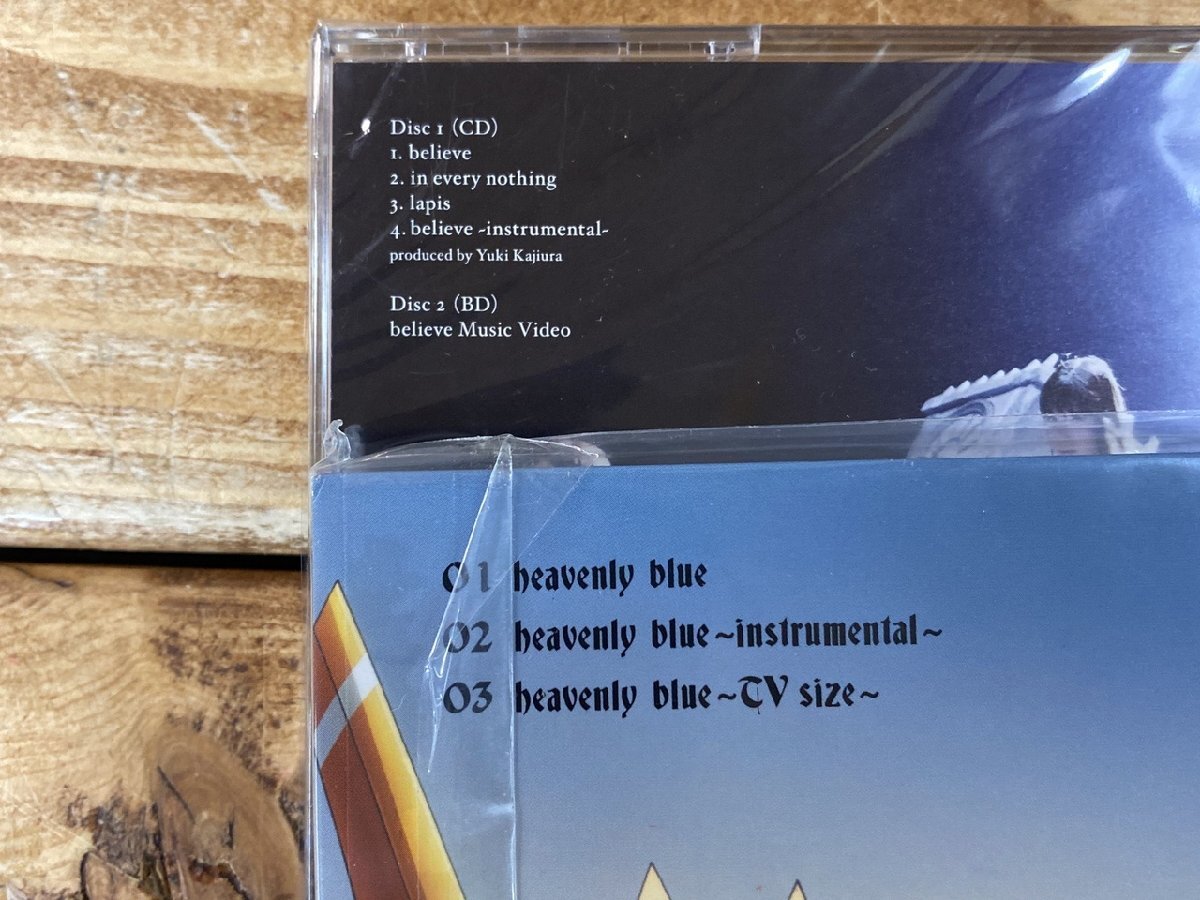 Disc 1 (CD)
1. believe
2. in every nothing
3. lapis
4. believe -instrumental-
produced by Yuki Kajiura
Disc 2 (BD)
believe Music Video
01 heavenly blue
02 heavenly blue~instrumental~
03 heavenly blue~TV size~